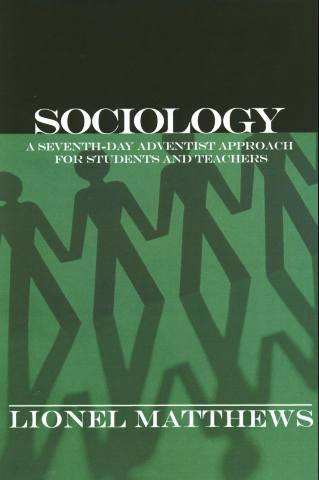 SOCIOLOGY
A SEVENTH-DAY ADVENTIST APPROACH
FOR STUDENTS AND TEACHERS
LIONEL MATTHEWS